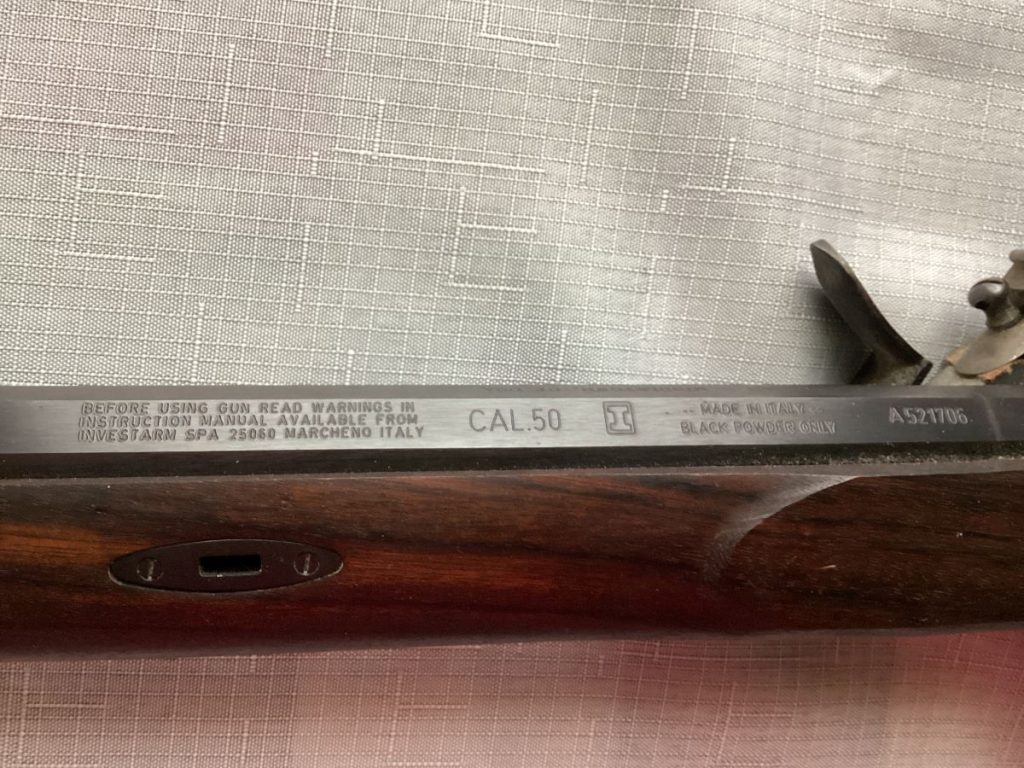 BEFORE USING GUN READ WARNINGS IN
INSTRUCTION MANUAL AVAILABLE FROM
INVESTARM SPA 25060 MARCHENO ITALY
CAL.50
I
-- MADE IN ITALY --
BLACK POWDER ONLY
A521706